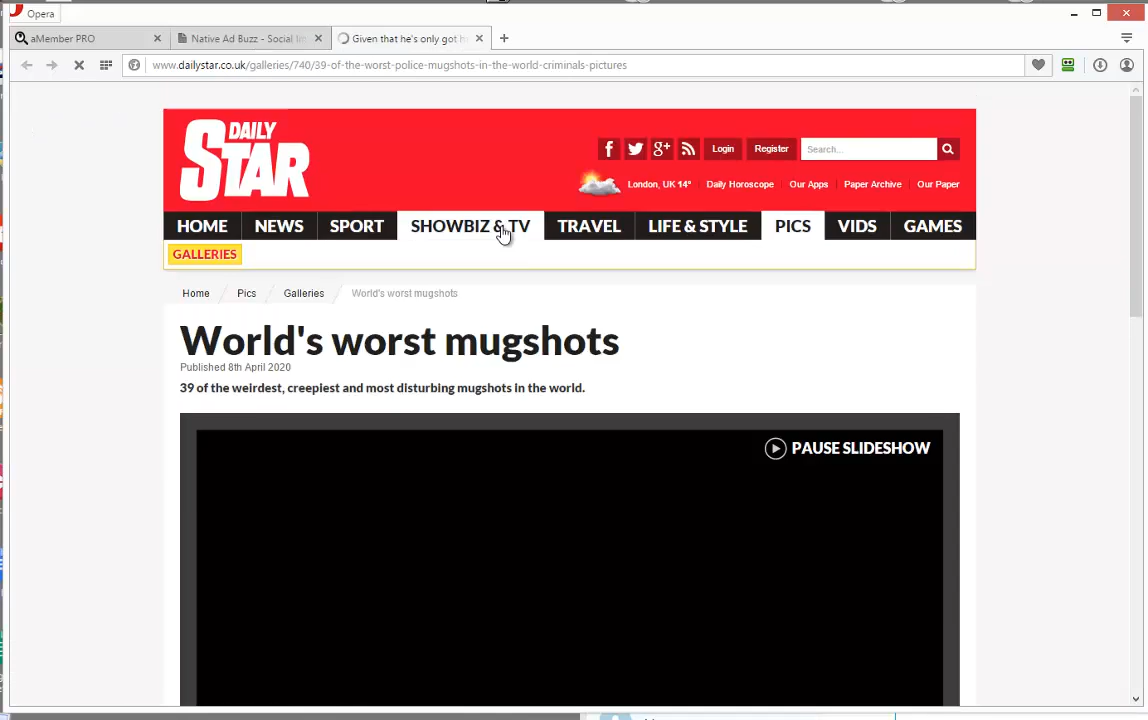 Opera
aMember PRO
Native Ad Buzz - Social Im
Given that he's only got h
www.dailystar.co.uk/galleries/740/39-of-the-worst-police-mugshots-in-the-world-criminals-pictures
DAILY
STAR
f
g+
Login
Register
Search...
London, UK 14°
Daily Horoscope
Our Apps
Paper Archive
Our Paper
HOME NEWS SPORT SHOWBIZ & TV TRAVEL LIFE & STYLE PICS VIDS GAMES
GALLERIES
Home Pics Galleries World's worst mugshots
World's worst mugshots
Published 8th April 2020
39 of the weirdest, creepiest and most disturbing mugshots in the world.
PAUSE SLIDESHOW